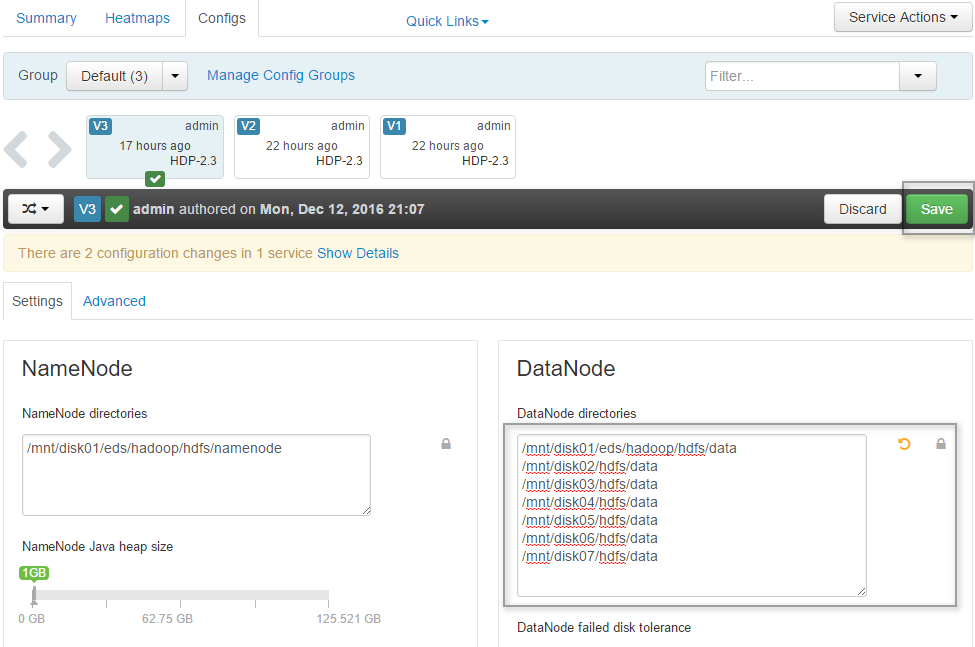 Summary Heatmaps Configs Quick Links Service Actions
Group Default (3) Manage Config Groups Filter...
V3 admin
17 hours ago
HDP-2.3
V2 admin
22 hours ago
HDP-2.3
V1 admin
22 hours ago
HDP-2.3
V3 admin authored on Mon, Dec 12, 2016 21:07 Discard Save
There are 2 configuration changes in 1 service Show Details
Settings Advanced
NameNode
NameNode directories
/mnt/disk01/eds/hadoop/hdfs/namenode
NameNode Java heap size
1GB
0 GB 62.75 GB 125.521 GB
DataNode
DataNode directories
/mnt/disk01/eds/hadoop/hdfs/data
/mnt/disk02/hdfs/data
/mnt/disk03/hdfs/data
/mnt/disk04/hdfs/data
/mnt/disk05/hdfs/data
/mnt/disk06/hdfs/data
/mnt/disk07/hdfs/data
DataNode failed disk tolerance